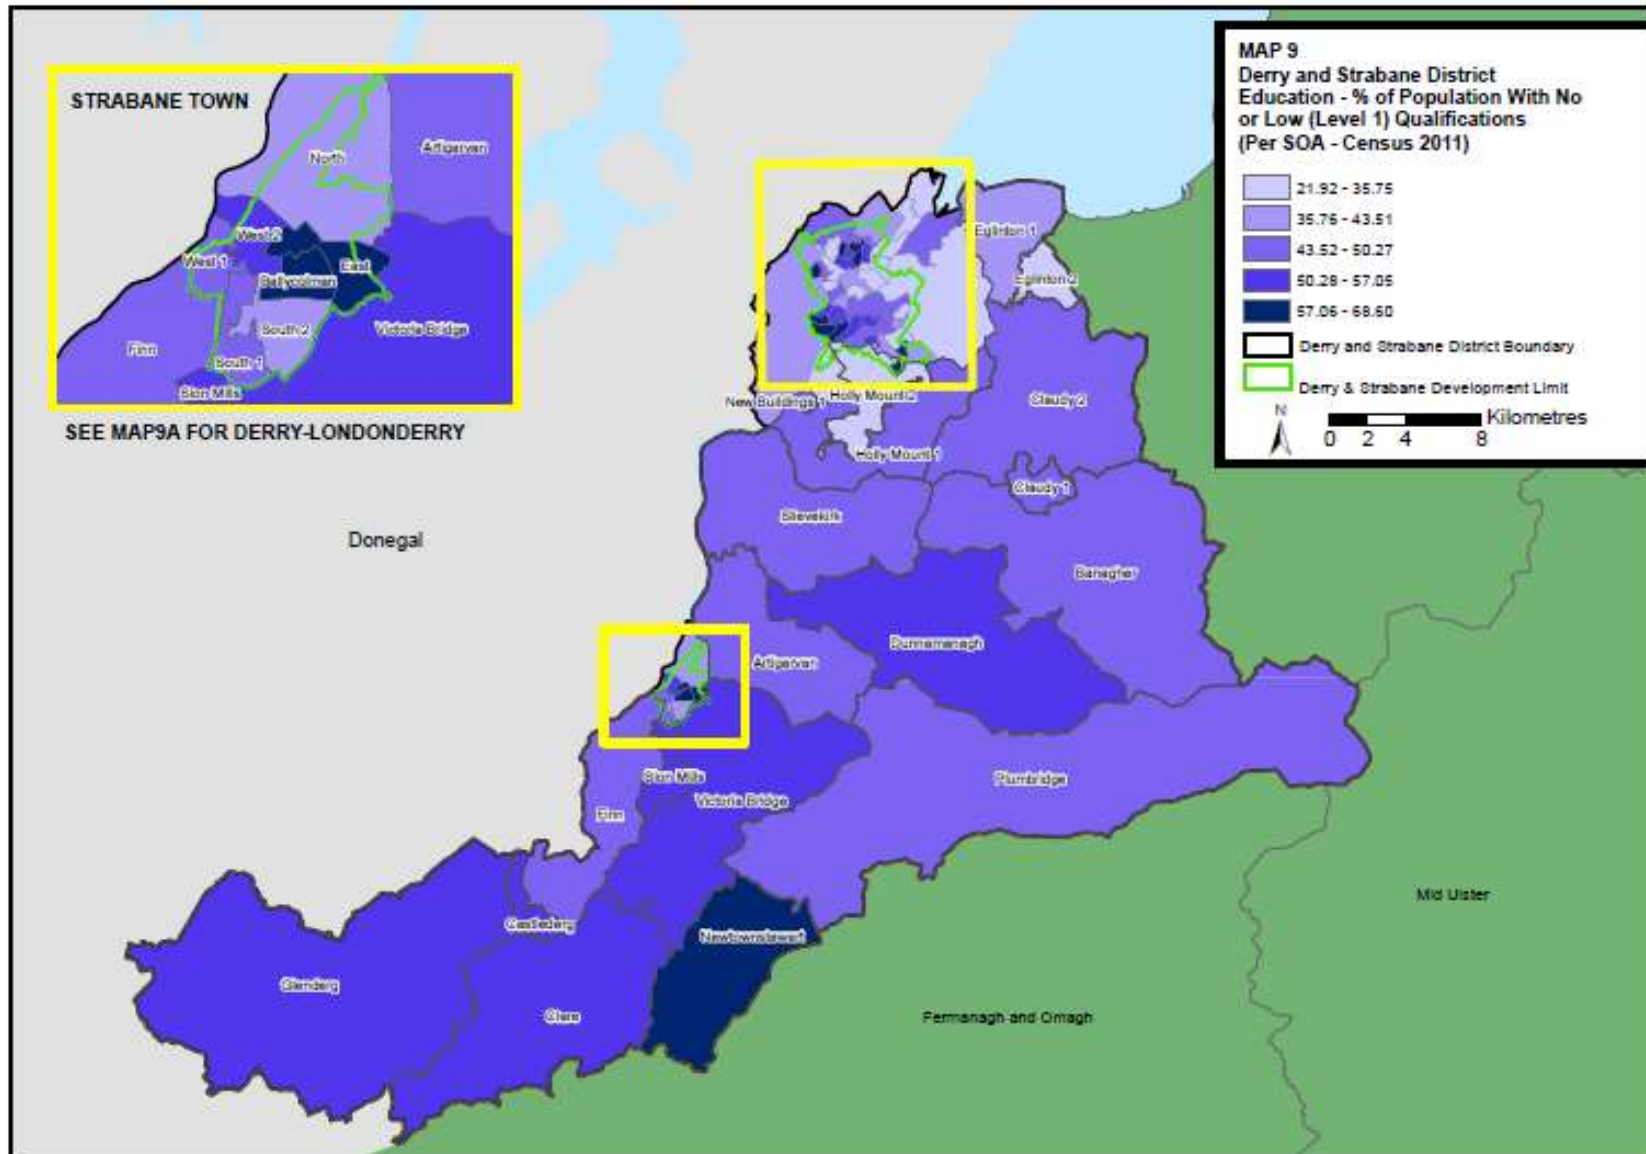 MAP 9
Derry and Strabane District
Education - % of Population With No
or Low (Level 1) Qualifications
(Per SOA - Census 2011)
21.92 - 35.75
35.76 - 43.51
43.52 - 50.27
50.28 - 57.05
57.06 - 68.60
Derry and Strabane District Boundary
Derry & Strabane Development Limit
N
Kilometres
0 2 4 8
STRABANE TOWN
North
Artigarvan
West 2
West 1
East
Ballycolman
South 2
Victoria Bridge
Finn
South 1
Sion Mills
SEE MAP9A FOR DERRY-LONDONDERRY
Eglinton 1
Eglinton 2
New Buildings 1
Holly Mount 2
Claudy 2
Holly Mount 1
Claudy 1
Slievekirk
Donegal
Banagher
Dunnamanagh
Artigarvan
Sion Mills
Plumbridge
Victoria Bridge
Finn
Mid Ulster
Castlederg
Newtownstewart
Glenderg
Clare
Fermanagh and Omagh